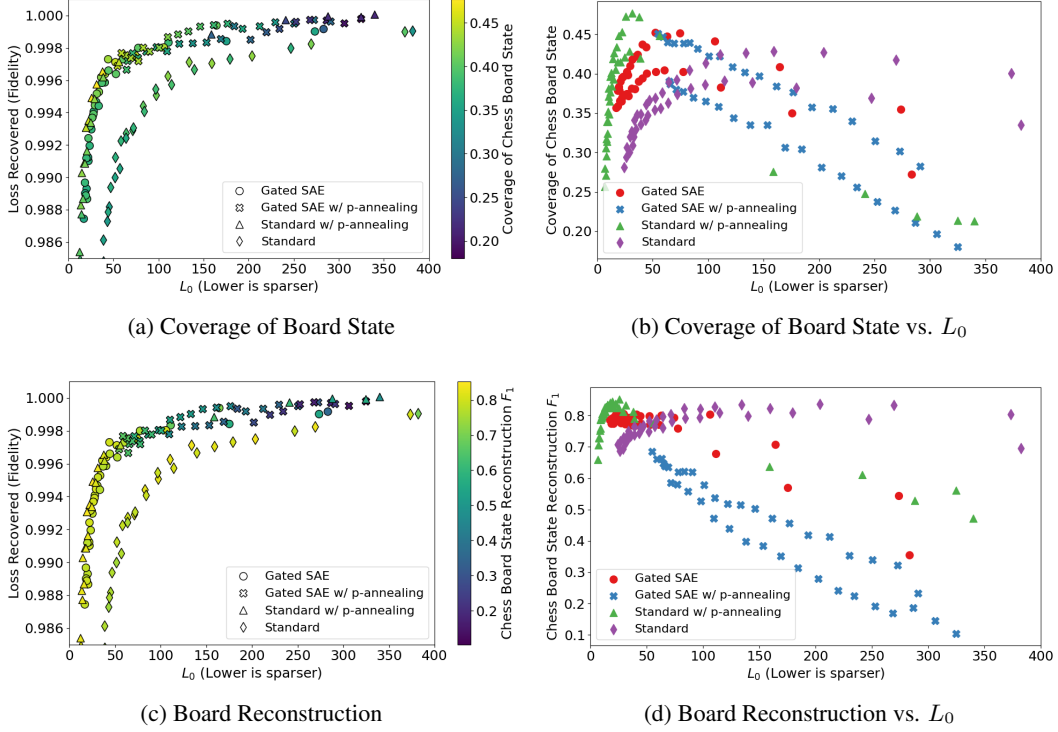 1.000
0.998
0.996
0.994
0.992
0.990
0.988
0.986
Loss Recovered (Fidelity)
0 50 100 150 200 250 300 350 400
L0 (Lower is sparser)
Gated SAE
Gated SAE w/ p-annealing
Standard w/ p-annealing
Standard
0.45
0.40
0.35
0.30
0.25
0.20
Coverage of Chess Board State
(a) Coverage of Board State
Coverage of Chess Board State
0.45
0.40
0.35
0.30
0.25
0.20
Gated SAE
Gated SAE w/ p-annealing
Standard w/ p-annealing
Standard
0 50 100 150 200 250 300 350 400
L0 (Lower is sparser)
(b) Coverage of Board State vs. L0
1.000
0.998
0.996
0.994
0.992
0.990
0.988
0.986
Loss Recovered (Fidelity)
0 50 100 150 200 250 300 350 400
L0 (Lower is sparser)
Gated SAE
Gated SAE w/ p-annealing
Standard w/ p-annealing
Standard
0.8
0.7
0.6
0.5
0.4
0.3
0.2
Chess Board State Reconstruction F1
(c) Board Reconstruction
Chess Board State Reconstruction F1
0.8
0.7
0.6
0.5
0.4
0.3
0.2
0.1
Gated SAE
Gated SAE w/ p-annealing
Standard w/ p-annealing
Standard
0 50 100 150 200 250 300 350 400
L0 (Lower is sparser)
(d) Board Reconstruction vs. L0